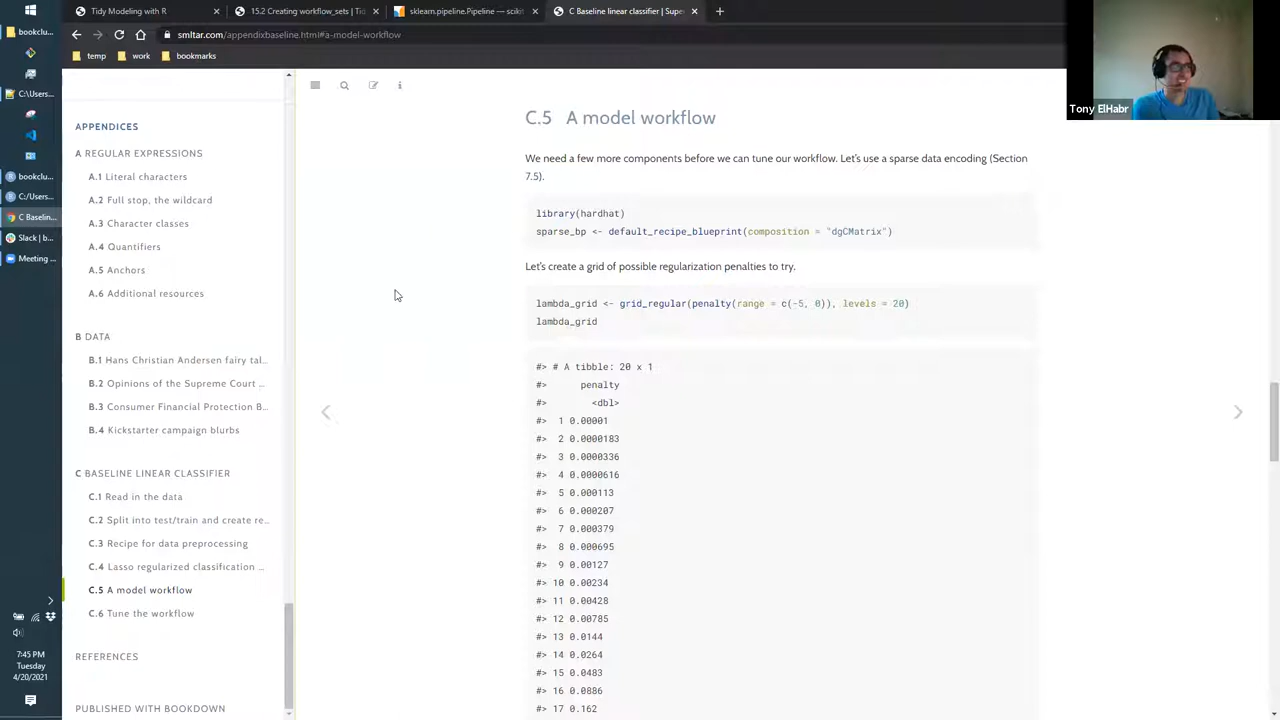 Tidy Modeling with R
15.2 Creating workflow_sets | Tid
sklearn.pipeline.Pipeline — scikit
C Baseline linear classifier | Super
smltar.com/appendixbaseline.html#a-model-workflow
temp
work
bookmarks
bookclu...
C:\Users...
bookclu...
C:/Users...
C Baselin...
Slack | b...
Meeting ...
7:45 PM
Tuesday
4/20/2021
APPENDICES
A REGULAR EXPRESSIONS
A.1 Literal characters
A.2 Full stop, the wildcard
A.3 Character classes
A.4 Quantifiers
A.5 Anchors
A.6 Additional resources
B DATA
B.1 Hans Christian Andersen fairy tal...
B.2 Opinions of the Supreme Court ...
B.3 Consumer Financial Protection B...
B.4 Kickstarter campaign blurbs
C BASELINE LINEAR CLASSIFIER
C.1 Read in the data
C.2 Split into test/train and create re...
C.3 Recipe for data preprocessing
C.4 Lasso regularized classification ...
C.5 A model workflow
C.6 Tune the workflow
REFERENCES
PUBLISHED WITH BOOKDOWN
C.5 A model workflow
We need a few more components before we can tune our workflow. Let's use a sparse data encoding (Section
7.5).
library(hardhat)
sparse_bp <- default_recipe_blueprint(composition = "dgCMatrix")
Let's create a grid of possible regularization penalties to try.
lambda_grid <- grid_regular(penalty(range = c(-5, 0)), levels = 20)
lambda_grid
#> # A tibble: 20 x 1
#> penalty
#> <dbl>
#> 1 0.00001
#> 2 0.0000183
#> 3 0.0000336
#> 4 0.0000616
#> 5 0.000113
#> 6 0.000207
#> 7 0.000379
#> 8 0.000695
#> 9 0.00127
#> 10 0.00234
#> 11 0.00428
#> 12 0.00785
#> 13 0.0144
#> 14 0.0264
#> 15 0.0483
#> 16 0.0886
#> 17 0.162
Tony ElHabr